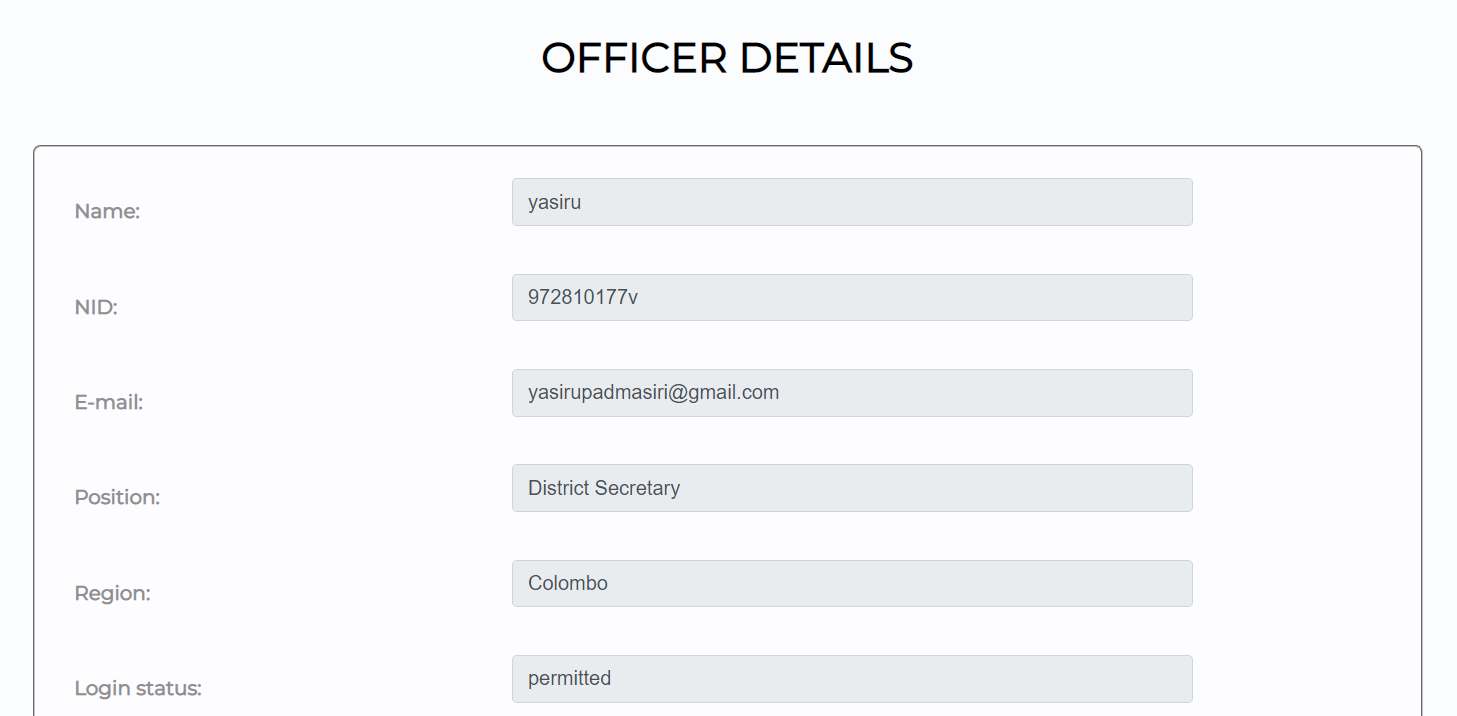 OFFICER DETAILS
Name: yasiru
NID: 972810177v
E-mail: yasirupadmasiri@gmail.com
Position: District Secretary
Region: Colombo
Login status: permitted